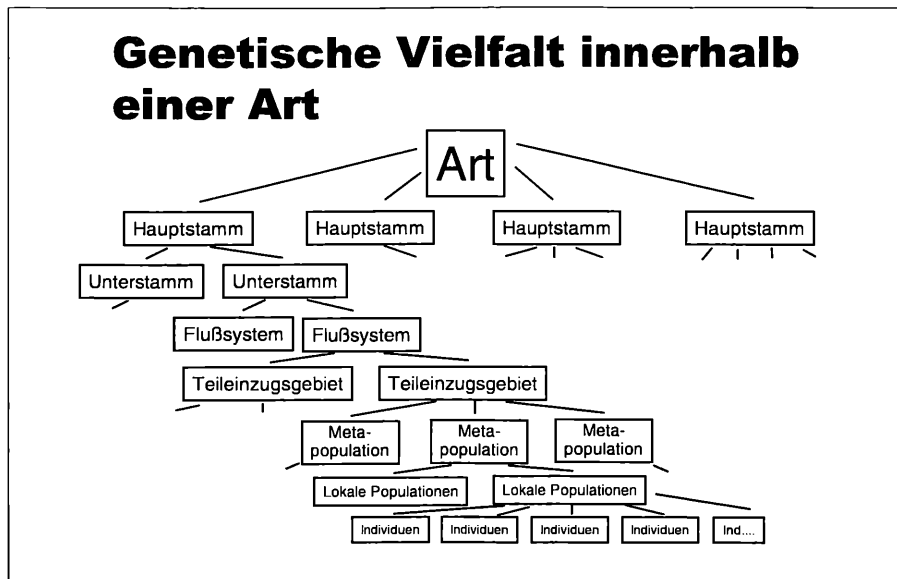 Genetische Vielfalt innerhalb
einer Art
Art
Hauptstamm
Hauptstamm
Hauptstamm
Hauptstamm
Unterstamm
Unterstamm
Flußsystem
Flußsystem
Teileinzugsgebiet
Teileinzugsgebiet
Meta-
population
Meta-
population
Meta-
population
Lokale Populationen
Lokale Populationen
Individuen
Individuen
Individuen
Individuen
Ind....